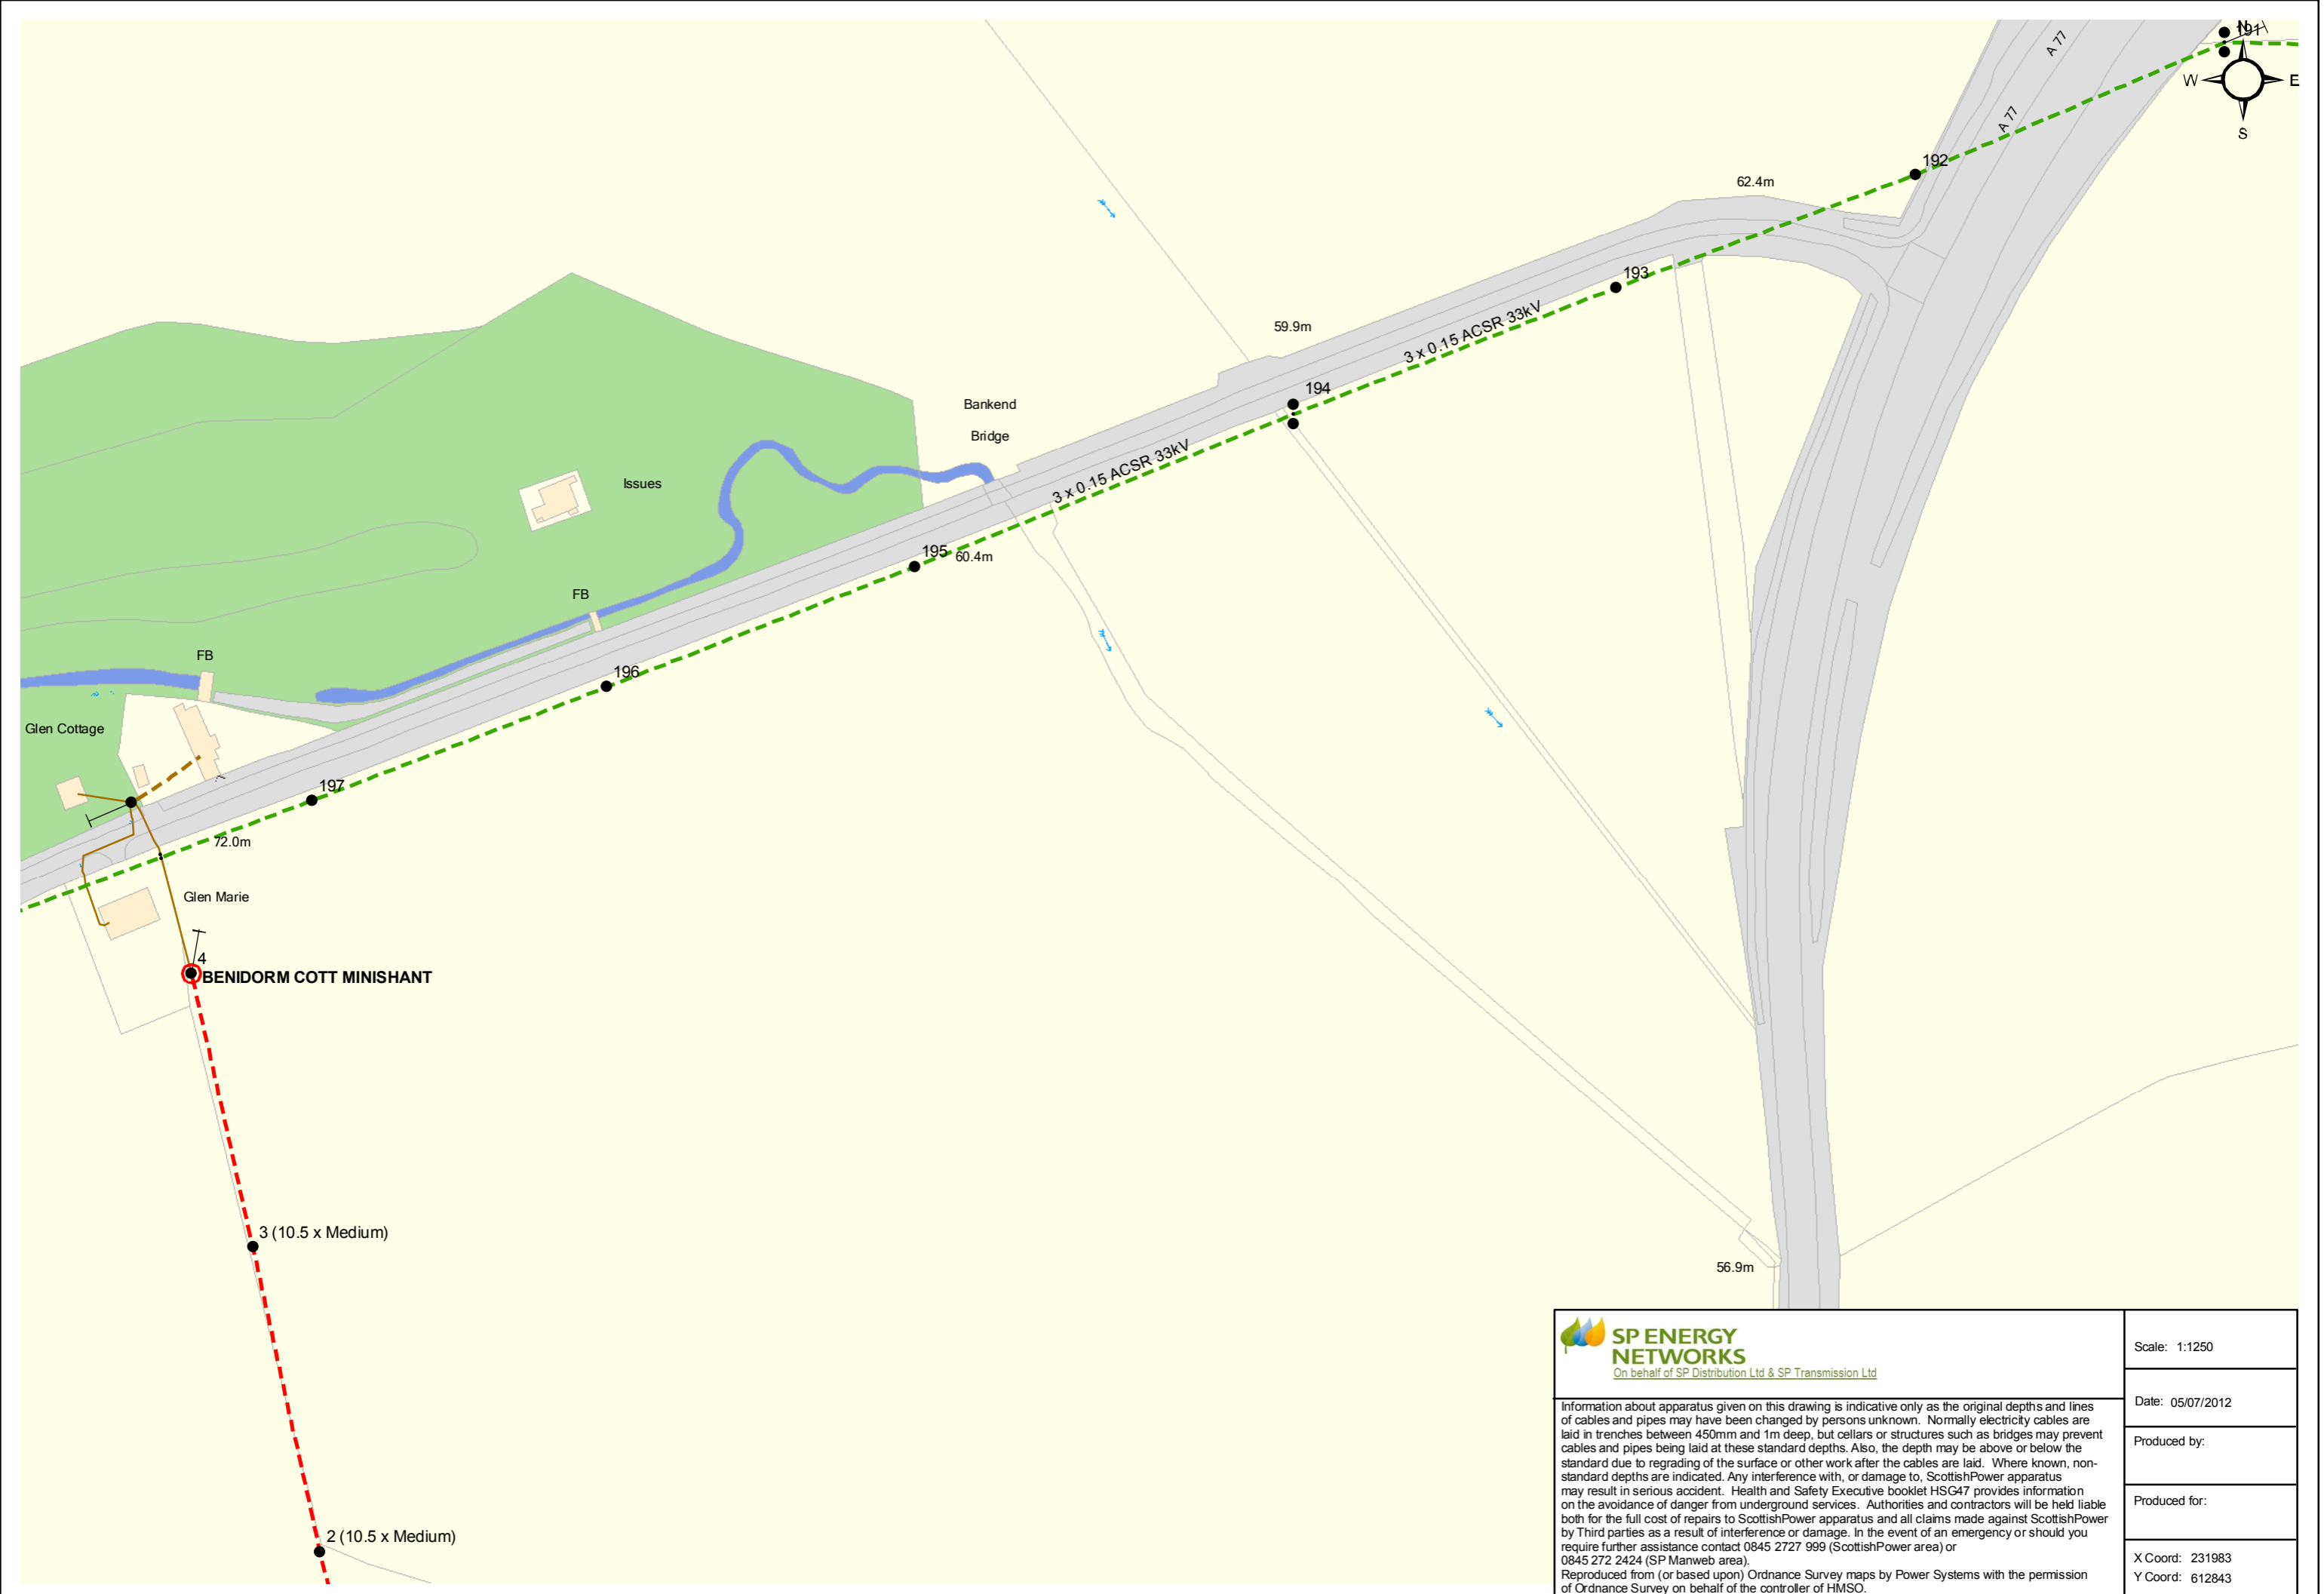 191
N
W
E
S
A 77
A 77
192
62.4m
193
59.9m
3 x 0.15 ACSR 33kV
194
Bankend
Bridge
3 x 0.15 ACSR 33kV
Issues
195
60.4m
FB
FB
196
Glen Cottage
197
72.0m
Glen Marie
4
BENIDORM COTT MINISHANT
3 (10.5 x Medium)
56.9m
2 (10.5 x Medium)
SP ENERGY
NETWORKS
On behalf of SP Distribution Ltd & SP Transmission Ltd
Information about apparatus given on this drawing is indicative only as the original depths and lines
of cables and pipes may have been changed by persons unknown. Normally electricity cables are
laid in trenches between 450mm and 1m deep, but cellars or structures such as bridges may prevent
cables and pipes being laid at these standard depths. Also, the depth may be above or below the
standard due to regrading of the surface or other work after the cables are laid. Where known, non-
standard depths are indicated. Any interference with, or damage to, ScottishPower apparatus
may result in serious accident. Health and Safety Executive booklet HSG47 provides information
on the avoidance of danger from underground services. Authorities and contractors will be held liable
both for the full cost of repairs to ScottishPower apparatus and all claims made against ScottishPower
by Third parties as a result of interference or damage. In the event of an emergency or should you
require further assistance contact 0845 2727 999 (ScottishPower area) or
0845 272 2424 (SP Manweb area).
Reproduced from (or based upon) Ordnance Survey maps by Power Systems with the permission
of Ordnance Survey on behalf of the controller of HMSO.
Scale: 1:1250
Date: 05/07/2012
Produced by:
Produced for:
X Coord: 231983
Y Coord: 612843